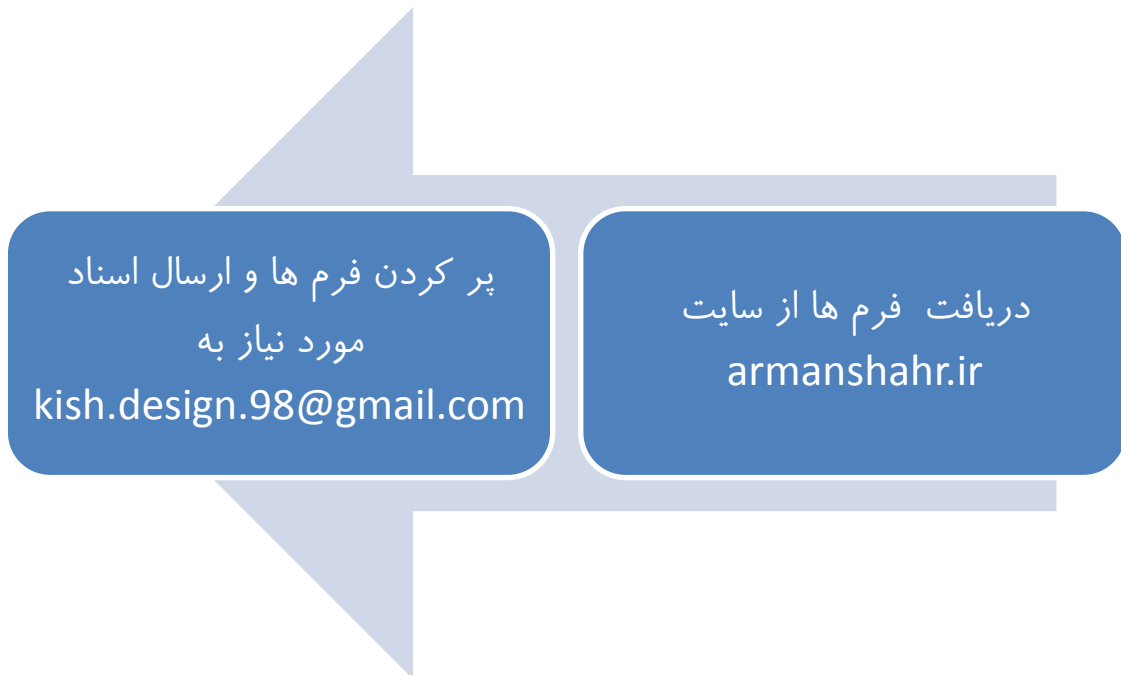 دریافت فرم ها از سایت
armanshahr.ir
پر کردن فرم ها و ارسال اسناد
مورد نیاز به
kish.design.98@gmail.com